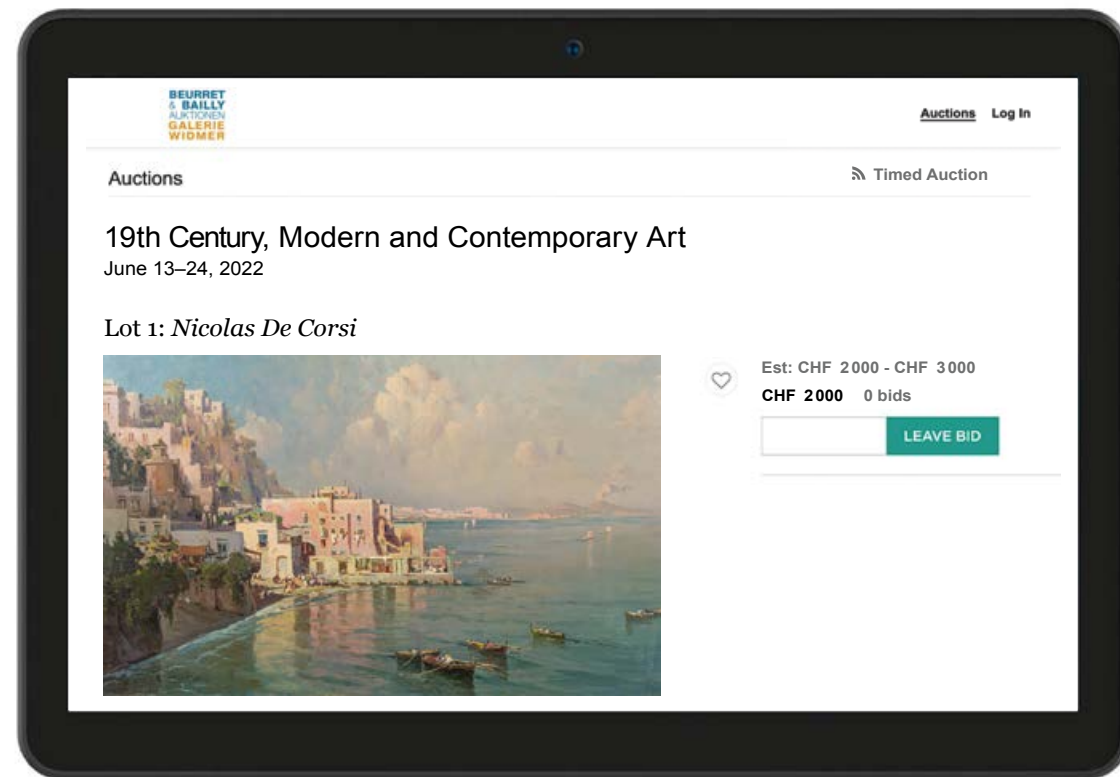 BEURRET
& BAILLY
AUKTIONEN
GALERIE
WIDMER
Auctions Log In
Auctions
Timed Auction
19th Century, Modern and Contemporary Art
June 13–24, 2022
Lot 1: Nicolas De Corsi
Est: CHF 2000 - CHF 3000
CHF 2000 0 bids
LEAVE BID